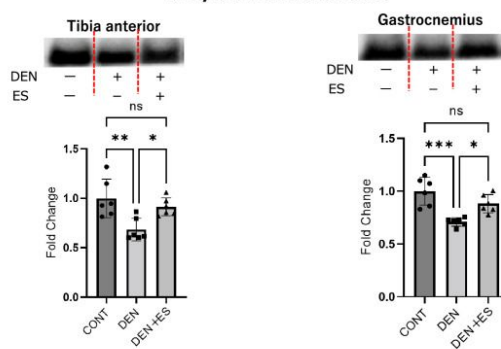 Tibia anterior
DEN — + +
ES — — +
ns
** *
1.5
1.0
0.5
0.0
Fold Change
CONT
DEN
DEN+ES
Gastrocnemius
DEN — + +
ES — — +
ns
*** *
1.5
1.0
0.5
0.0
Fold Change
CONT
DEN
DEN+ES